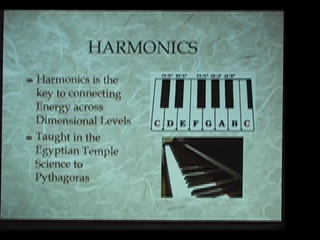 HARMONICS
Harmonics is the
key to connecting
Energy across
Dimensional Levels
Taught in the
Egyptian Temple
Science to
Pythagoras
C D E F G A B C